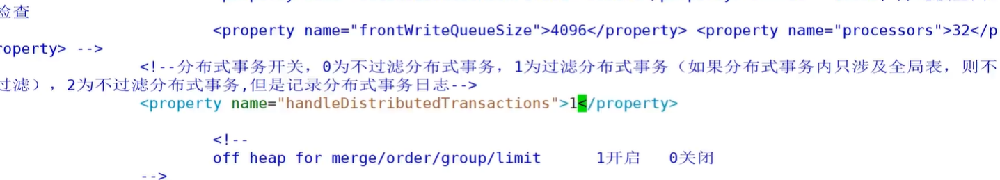 检查
<property name="frontWriteQueueSize">4096</property> <property name="processors">32</p
roperty> -->
<!--分布式事务开关，0为不过滤分布式事务，1为过滤分布式事务（如果分布式事务内只涉及全局表，则不
过滤），2为不过滤分布式事务,但是记录分布式事务日志-->
<property name="handleDistributedTransactions">1</property>
<!--
off heap for merge/order/group/limit 1开启 0关闭
-->